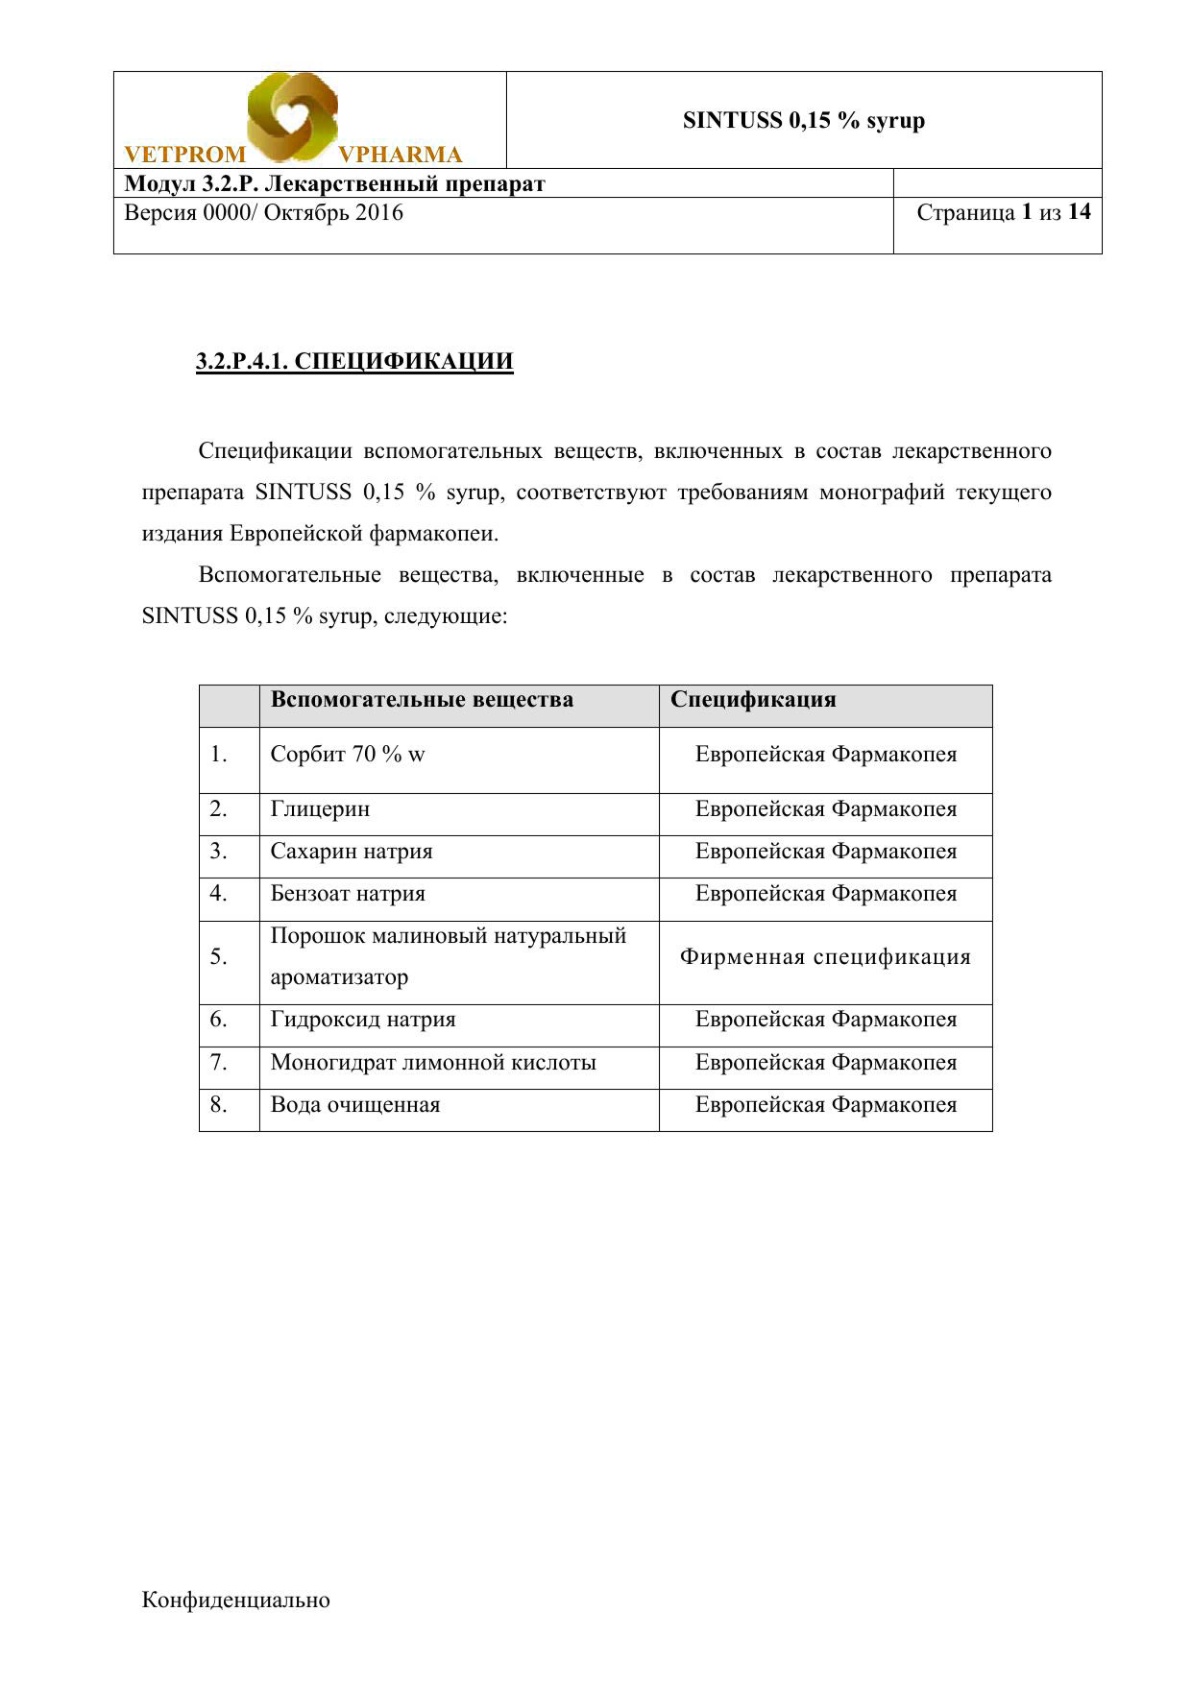 VETPROM VPHARMA
SINTUSS 0,15 % syrup
Модул 3.2.Р. Лекарственный препарат
Версия 0000/ Октябрь 2016
Страница 1 из 14
3.2.Р.4.1. СПЕЦИФИКАЦИИ
Спецификации вспомогательных веществ, включенных в состав лекарственного
препарата SINTUSS 0,15 % syrup, соответствуют требованиям монографий текущего
издания Европейской фармакопеи.
Вспомогательные вещества, включенные в состав лекарственного препарата
SINTUSS 0,15 % syrup, следующие:
Вспомогательные вещества Спецификация
1. Сорбит 70 % w Европейская Фармакопея
2. Глицерин Европейская Фармакопея
3. Сахарин натрия Европейская Фармакопея
4. Бензоат натрия Европейская Фармакопея
5. Порошок малиновый натуральный
ароматизатор Фирменная спецификация
6. Гидроксид натрия Европейская Фармакопея
7. Моногидрат лимонной кислоты Европейская Фармакопея
8. Вода очищенная Европейская Фармакопея
Конфиденциально